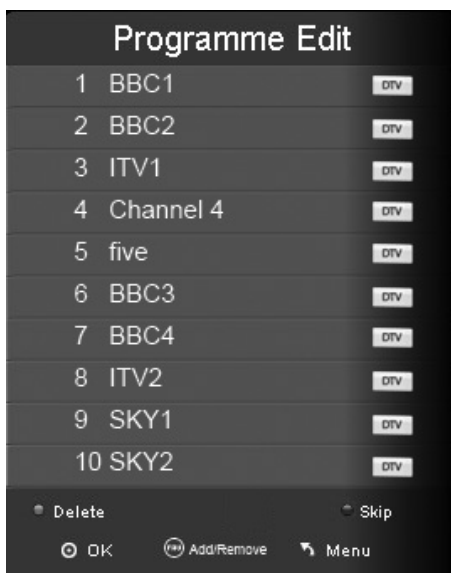 Programme Edit
1 BBC1 DTV
2 BBC2 DTV
3 ITV1 DTV
4 Channel 4 DTV
5 five DTV
6 BBC3 DTV
7 BBC4 DTV
8 ITV2 DTV
9 SKY1 DTV
10 SKY2 DTV
Delete Skip
OK FAV Add/Remove Menu